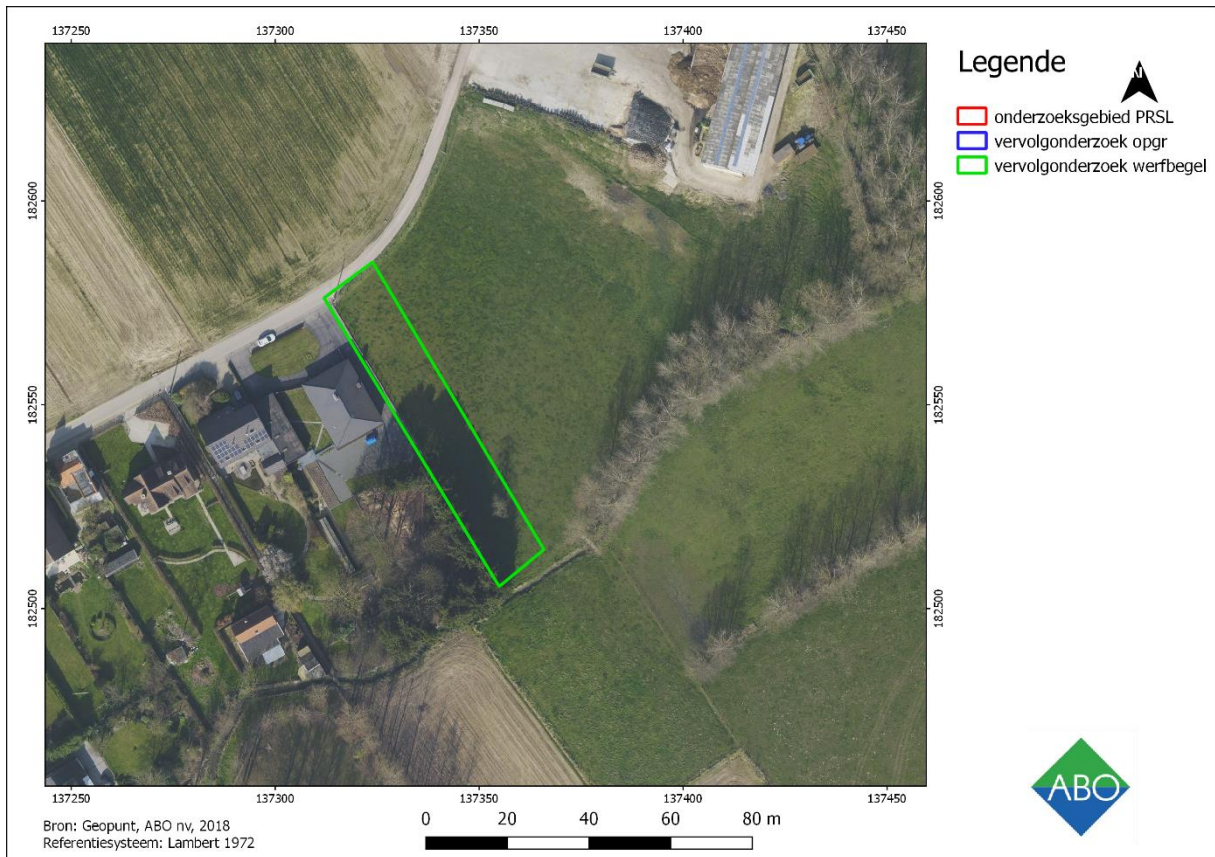 137250 137300 137350 137400 137450
Legende
N
onderzoeksgebied PRSL
vervolgonderzoek opgr
vervolgonderzoek werfbegel
182600 182600
182550 182550
182500 182500
137250 137300 137350 137400 137450
Bron: Geopunt, ABO nv, 2018
Referentiesysteem: Lambert 1972
0 20 40 60 80 m
ABO